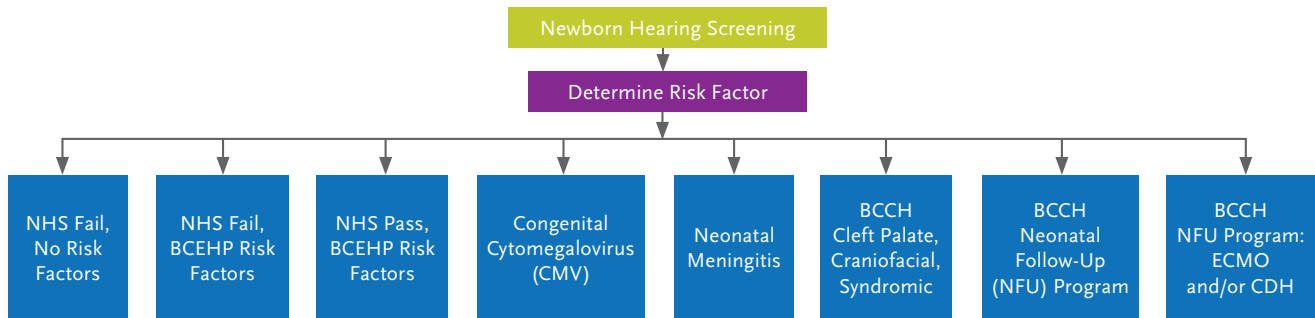 Newborn Hearing Screening
Determine Risk Factor
NHS Fail,
No Risk
Factors
NHS Fail,
BCEHP Risk
Factors
NHS Pass,
BCEHP Risk
Factors
Congenital
Cytomegalovirus
(CMV)
Neonatal
Meningitis
BCCH
Cleft Palate,
Craniofacial,
Syndromic
BCCH
Neonatal
Follow-Up
(NFU) Program
BCCH
NFU Program:
ECMO
and/or CDH